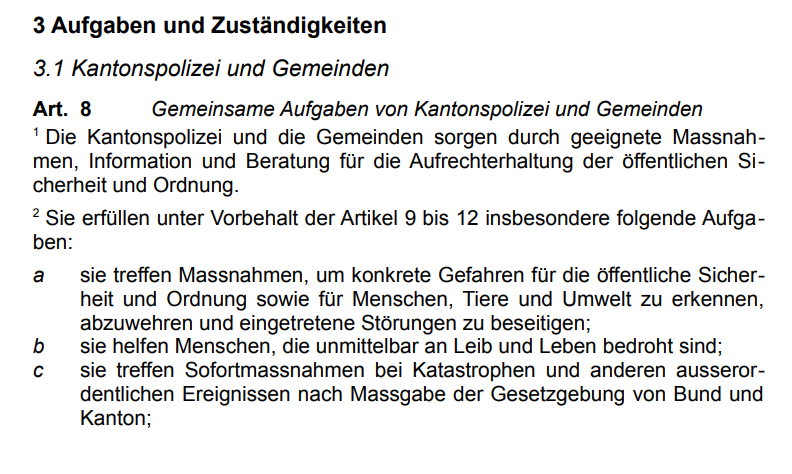 3 Aufgaben und Zuständigkeiten
3.1 Kantonspolizei und Gemeinden
Art. 8 Gemeinsame Aufgaben von Kantonspolizei und Gemeinden
1 Die Kantonspolizei und die Gemeinden sorgen durch geeignete Massnah-
men, Information und Beratung für die Aufrechterhaltung der öffentlichen Si-
cherheit und Ordnung.
2 Sie erfüllen unter Vorbehalt der Artikel 9 bis 12 insbesondere folgende Aufga-
ben:
a sie treffen Massnahmen, um konkrete Gefahren für die öffentliche Sicher-
heit und Ordnung sowie für Menschen, Tiere und Umwelt zu erkennen,
abzuwehren und eingetretene Störungen zu beseitigen;
b sie helfen Menschen, die unmittelbar an Leib und Leben bedroht sind;
c sie treffen Sofortmassnahmen bei Katastrophen und anderen ausseror-
dentlichen Ereignissen nach Massgabe der Gesetzgebung von Bund und
Kanton;